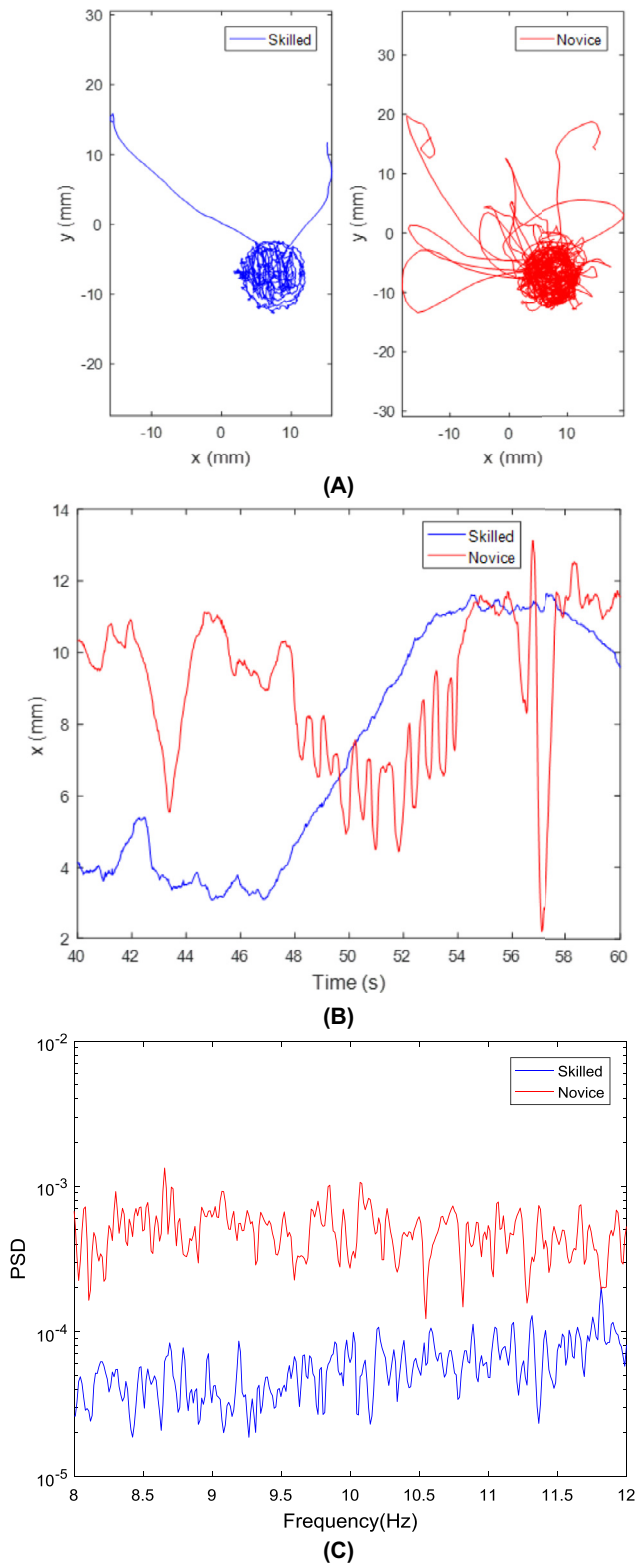 Skilled
Novice
30
20
10
0
-10
-20
y (mm)
-10
0
10
x (mm)
30
20
10
0
-10
-20
-30
y (mm)
-10
0
10
x (mm)
(A)
14
12
10
8
6
4
2
x (mm)
Skilled
Novice
40
42
44
46
48
50
52
54
56
58
60
Time (s)
(B)
10^-2
10^-3
10^-4
10^-5
PSD
Skilled
Novice
8
8.5
9
9.5
10
10.5
11
11.5
12
Frequency(Hz)
(C)